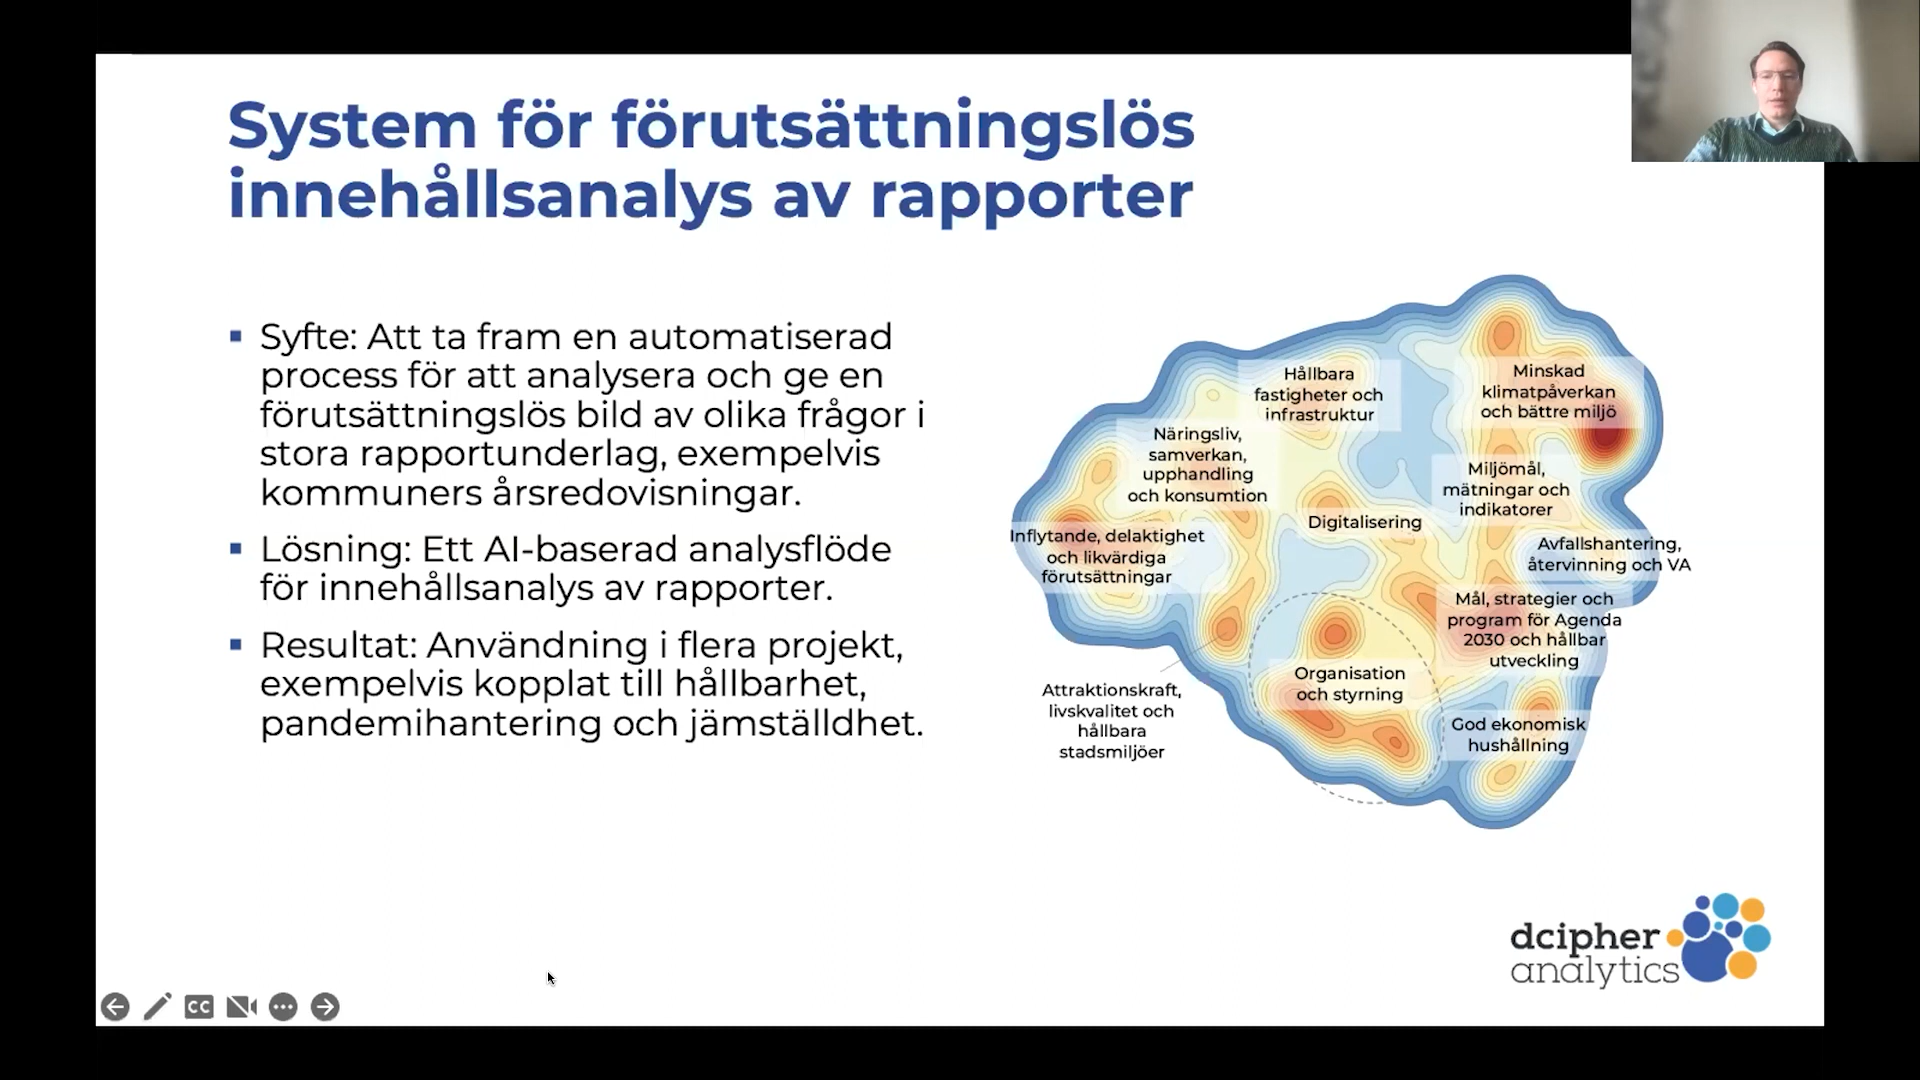 System för förutsättningslös
innehållsanalys av rapporter
▪ Syfte: Att ta fram en automatiserad
process för att analysera och ge en
förutsättningslös bild av olika frågor i
stora rapportunderlag, exempelvis
kommuners årsredovisningar.
▪ Lösning: Ett AI-baserad analysflöde
för innehållsanalys av rapporter.
▪ Resultat: Användning i flera projekt,
exempelvis kopplat till hållbarhet,
pandemihantering och jämställdhet.
Hållbara
fastigheter och
infrastruktur
Minskad
klimatpåverkan
och bättre miljö
Näringsliv,
samverkan,
upphandling
och konsumtion
Miljömål,
mätningar och
indikatorer
Digitalisering
Inflytande, delaktighet
och likvärdiga
förutsättningar
Avfallshantering,
återvinning och VA
Mål, strategier och
program för Agenda
2030 och hållbar
utveckling
Organisation
och styrning
Attraktionskraft,
livskvalitet och
hållbara
stadsmiljöer
God ekonomisk
hushållning
dcipher
analytics
CC